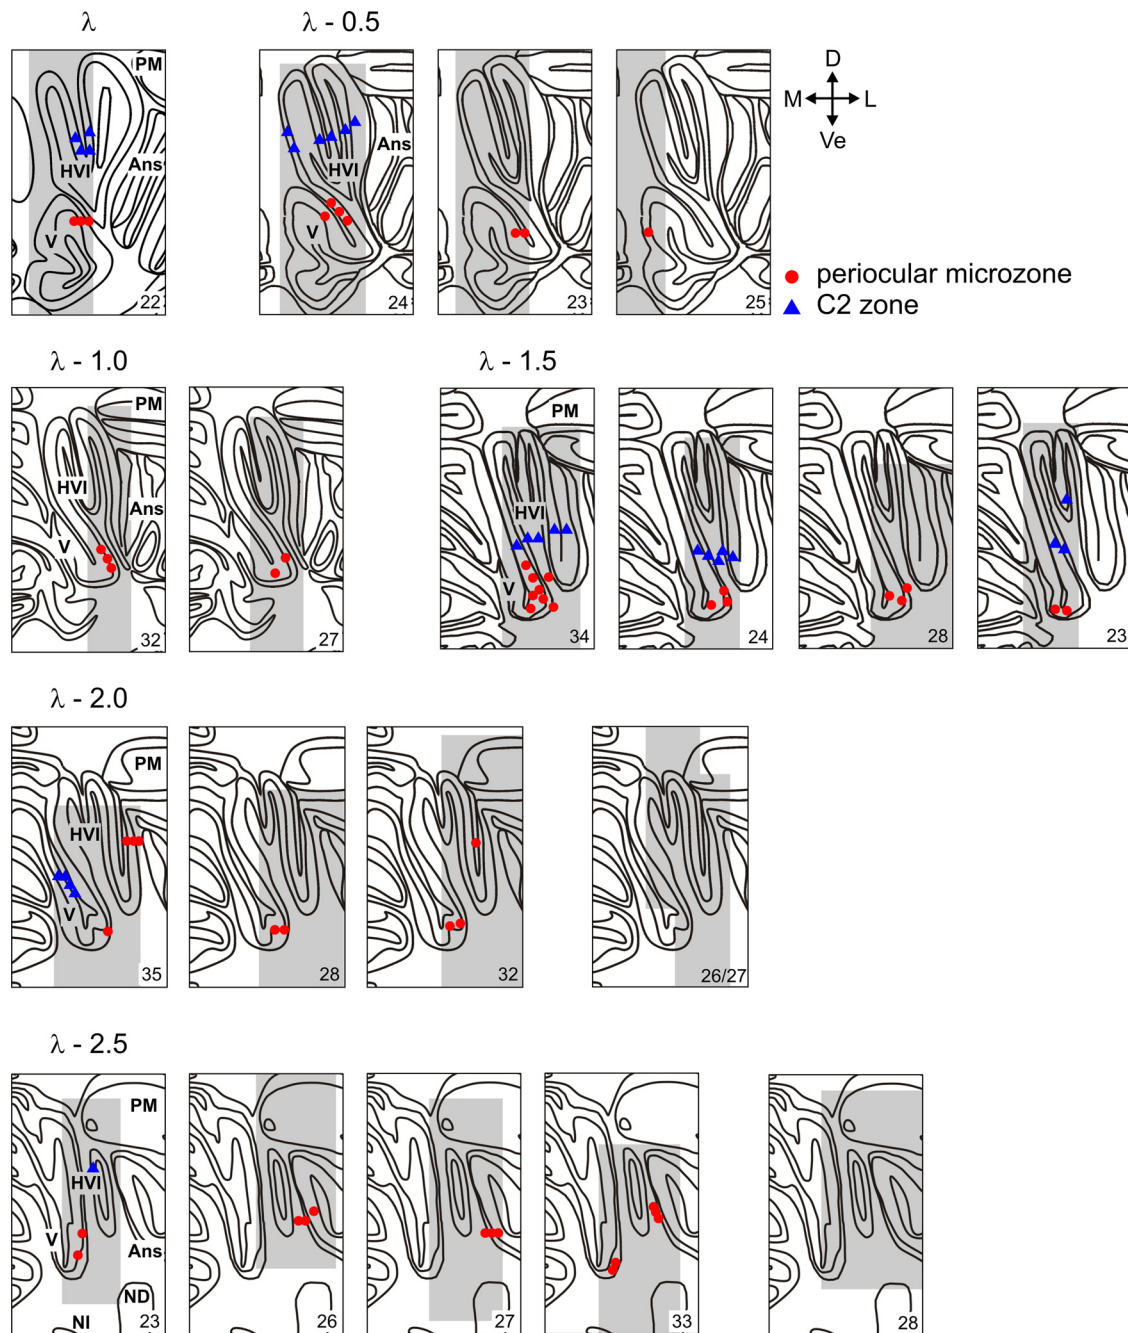 λ
λ - 0.5
PM
HVI
Ans
V
22
HVI
Ans
V
24
23
25
D
M L
Ve
periocular microzone
C2 zone
λ - 1.0
λ - 1.5
PM
HVI
Ans
V
32
27
PM
HVI
V
34
24
28
23
λ - 2.0
PM
HVI
V
35
28
32
26/27
λ - 2.5
PM
HVI
V
Ans
ND
NI
23
26
27
33
28